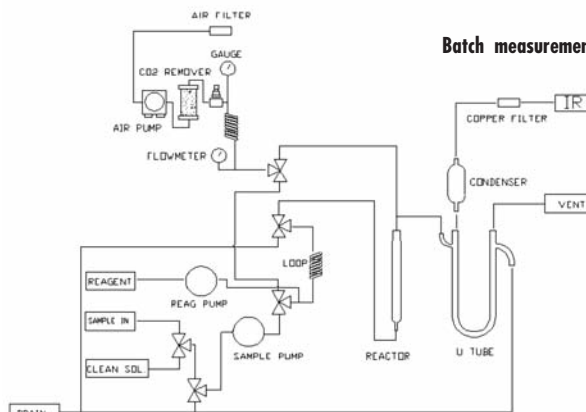 AIR FILTER
Batch measuremen
GAUGE
CO2 REMOVER
IR
COPPER FILTER
AIR PUMP
FLOWMETER
CONDENSER
VENT
LOOP
REAGENT
REAG PUMP
SAMPLE IN
SAMPLE PUMP
REACTOR
U TUBE
CLEAN SOL